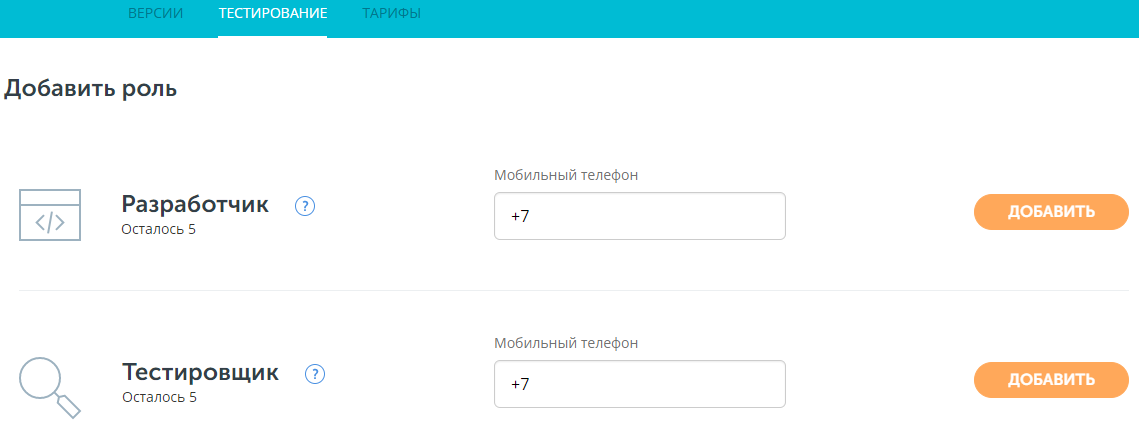 ВЕРСИИ ТЕСТИРОВАНИЕ ТАРИФЫ
Добавить роль
Мобильный телефон
Разработчик ?
+7
ДОБАВИТЬ
Осталось 5
Мобильный телефон
Тестировщик ?
+7
ДОБАВИТЬ
Осталось 5